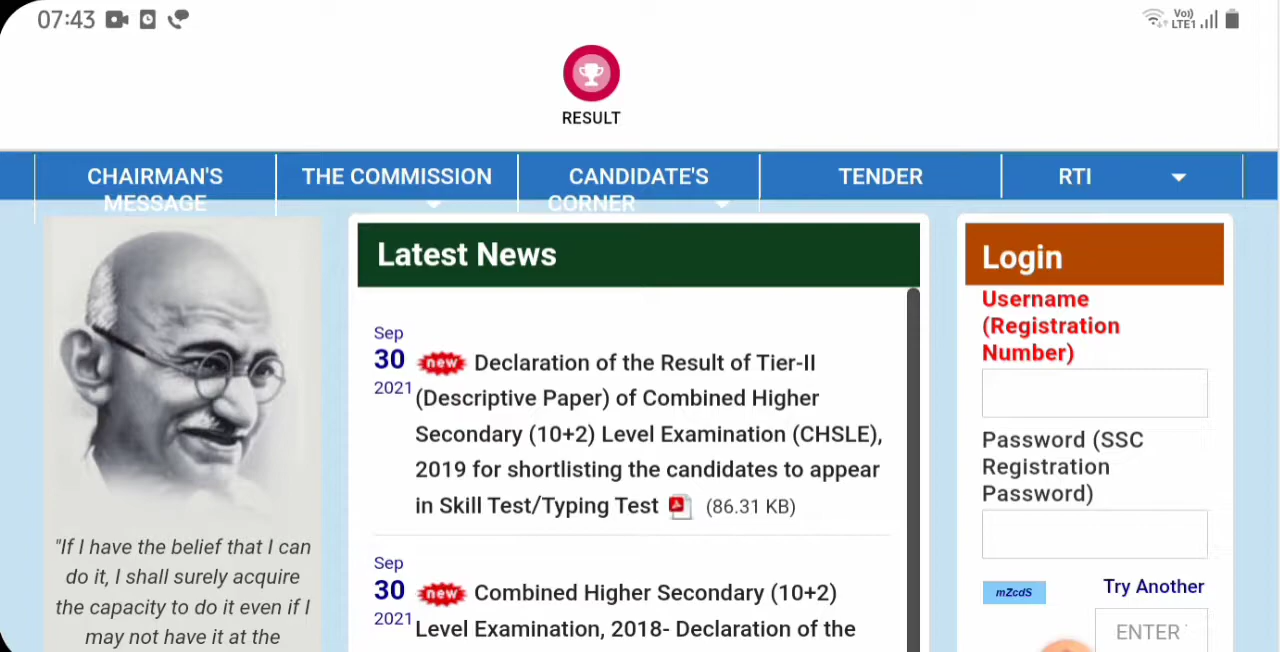 07:43
Vo))
LTE1
RESULT
CHAIRMAN'S
MESSAGE
THE COMMISSION
CANDIDATE'S
CORNER
TENDER
RTI
"If I have the belief that I can
do it, I shall surely acquire
the capacity to do it even if I
may not have it at the
Latest News
Sep
30
2021
new Declaration of the Result of Tier-II
(Descriptive Paper) of Combined Higher
Secondary (10+2) Level Examination (CHSLE),
2019 for shortlisting the candidates to appear
in Skill Test/Typing Test (86.31 KB)
Sep
30
2021
new Combined Higher Secondary (10+2)
Level Examination, 2018- Declaration of the
Login
Username
(Registration
Number)
Password (SSC
Registration
Password)
mZcdS
Try Another
ENTER